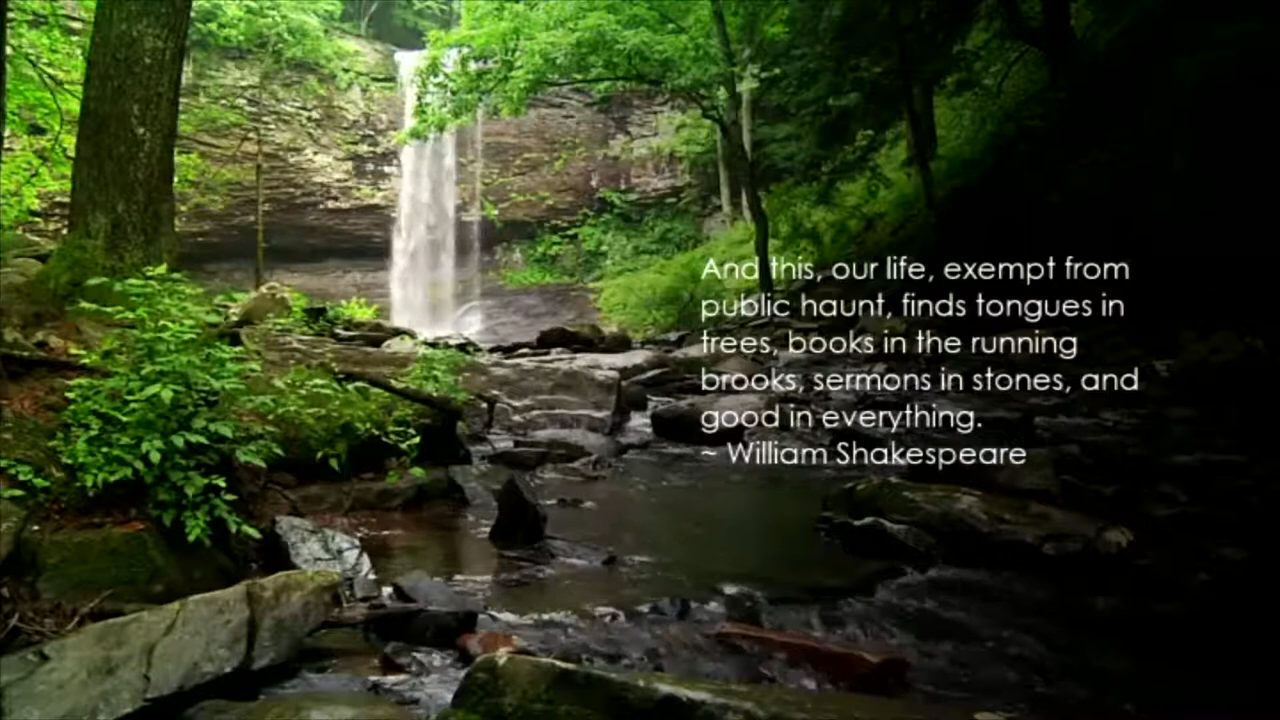 And this, our life, exempt from
public haunt, finds tongues in
trees, books in the running
brooks, sermons in stones, and
good in everything.
~ William Shakespeare